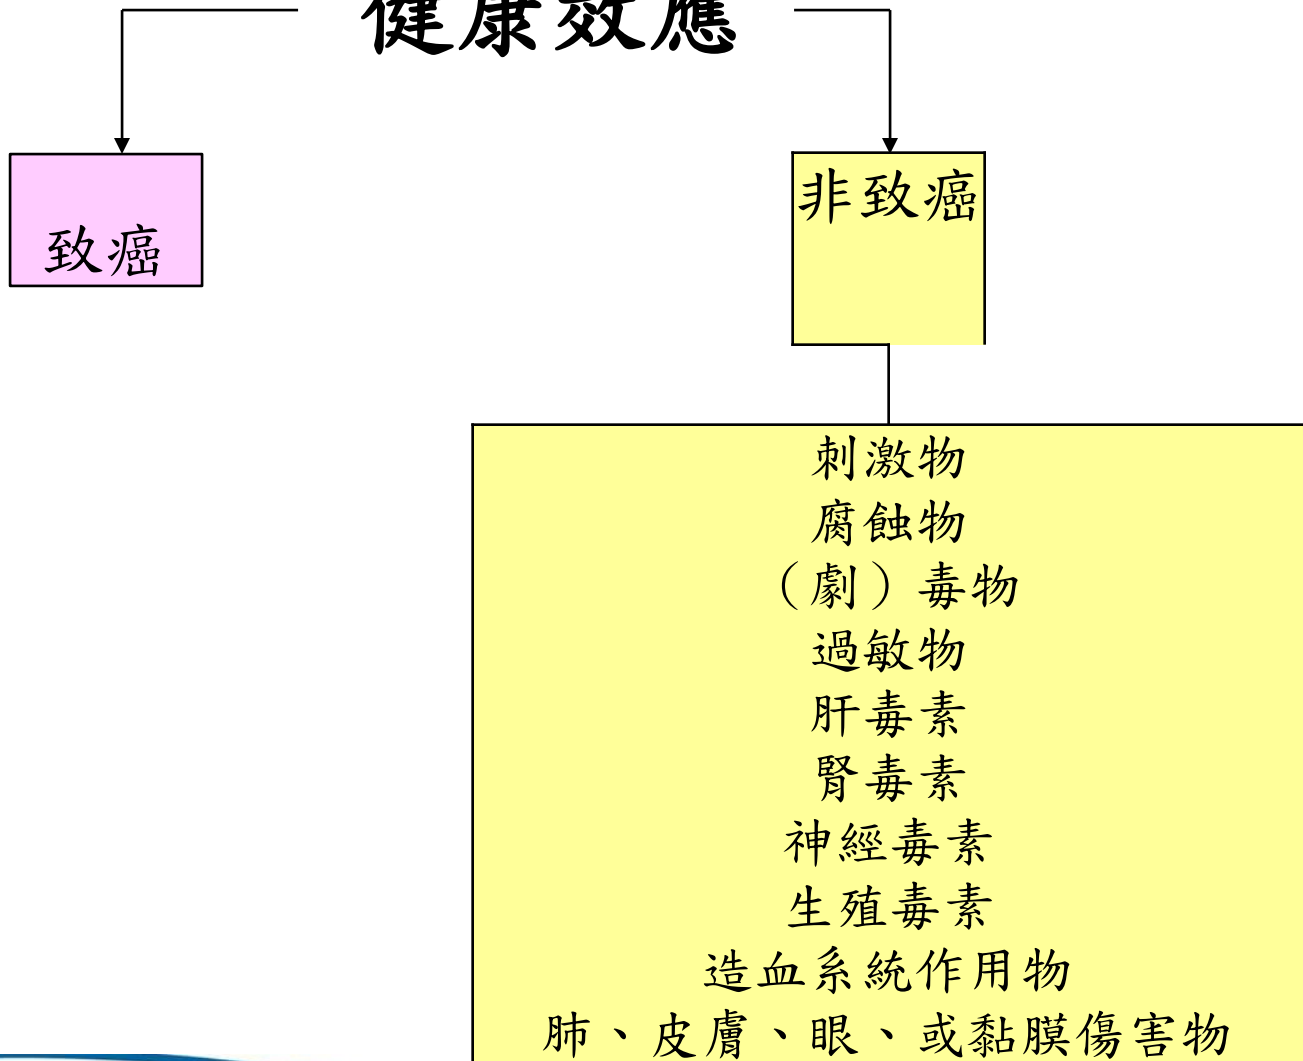 健康效應
致癌
非致癌
刺激物
腐蝕物
（劇）毒物
過敏物
肝毒素
腎毒素
神經毒素
生殖毒素
造血系統作用物
肺、皮膚、眼、或黏膜傷害物